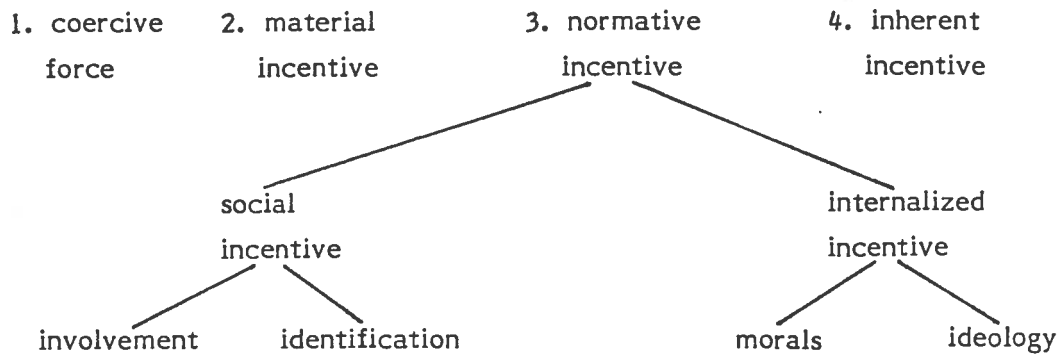 1. coercive 2. material 3. normative 4. inherent
force incentive incentive incentive
social internalized
incentive incentive
involvement identification morals ideology